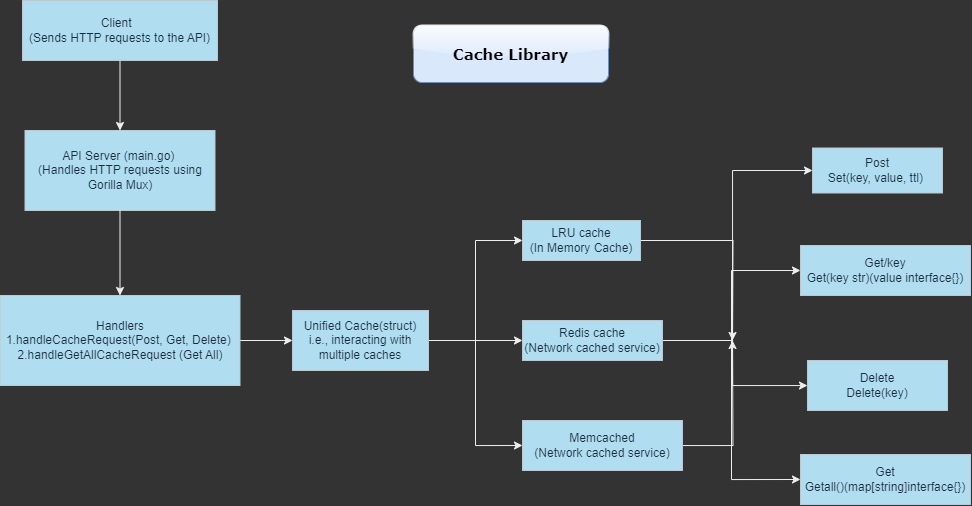 Client
(Sends HTTP requests to the API)
Cache Library
API Server (main.go)
(Handles HTTP requests using
Gorilla Mux)
Handlers
1.handleCacheRequest(Post, Get, Delete)
2.handleGetAllCacheRequest (Get All)
Unified Cache(struct)
i.e., interacting with
multiple caches
LRU cache
(In Memory Cache)
Redis cache
(Network cached service)
Memcached
(Network cached service)
Post
Set(key, value, ttl)
Get/key
Get(key str)(value interface{})
Delete
Delete(key)
Get
Getall()(map[string]interface{})